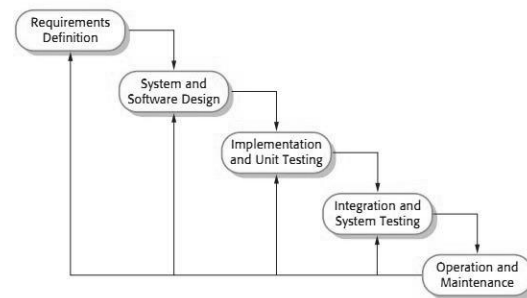 Requirements
Definition
System and
Software Design
Implementation
and Unit Testing
Integration and
System Testing
Operation and
Maintenance